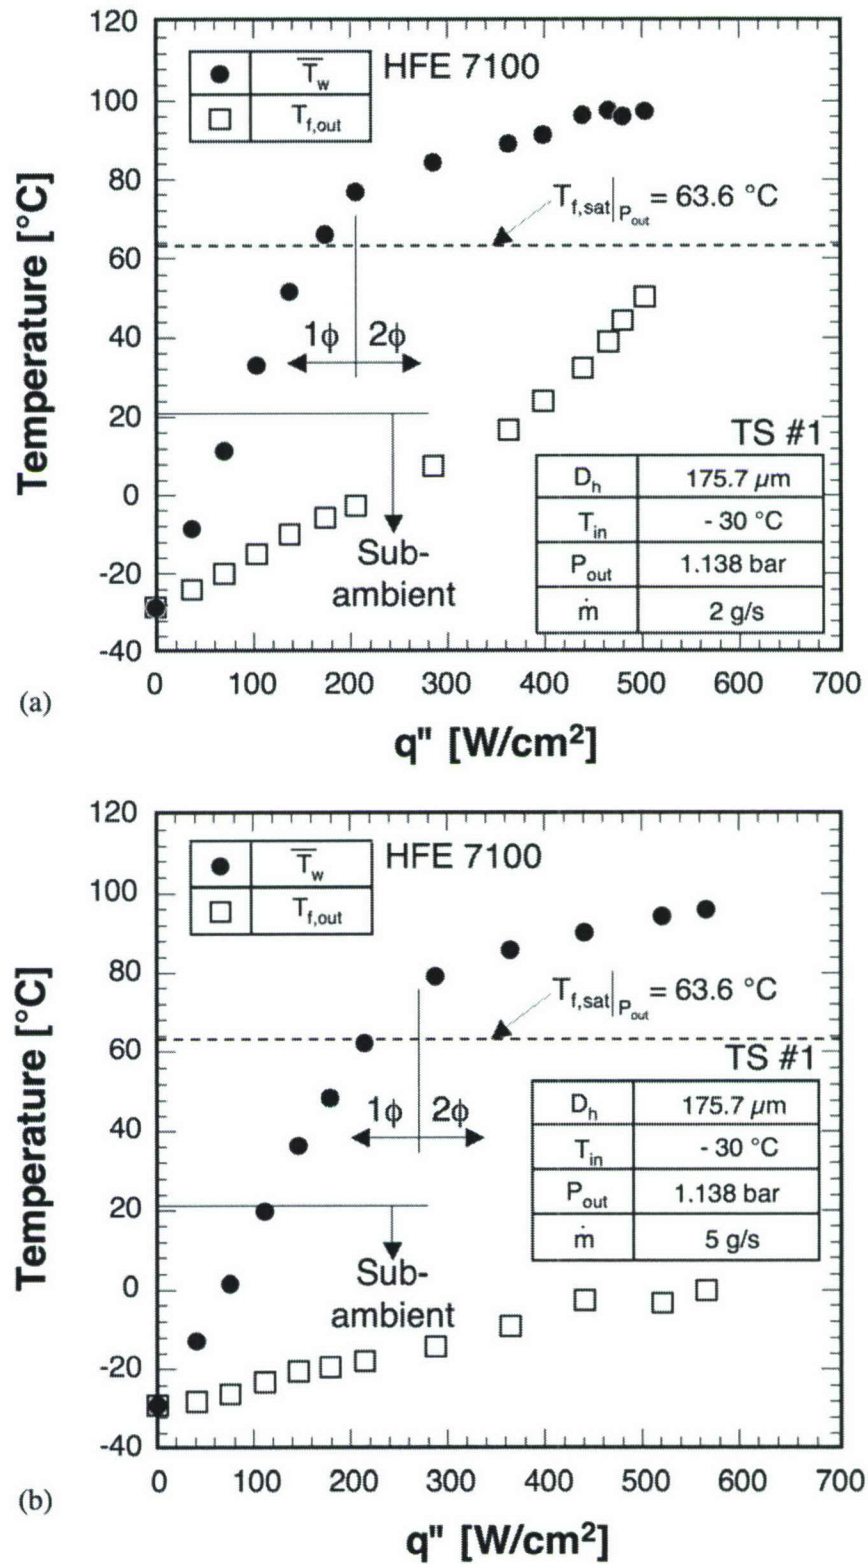 120
100
80
60
40
20
0
-20
-40
Temperature [°C]
T̅w
Tf,out
HFE 7100
Tf,sat|Pout = 63.6 °C
1ϕ 2ϕ
Sub-
ambient
TS #1
Dh 175.7 µm
Tin - 30 °C
Pout 1.138 bar
ṁ 2 g/s
0 100 200 300 400 500 600 700
(a)
q" [W/cm²]
120
100
80
60
40
20
0
-20
-40
Temperature [°C]
T̅w
Tf,out
HFE 7100
Tf,sat|Pout = 63.6 °C
TS #1
1ϕ 2ϕ
Dh 175.7 µm
Tin - 30 °C
Pout 1.138 bar
ṁ 5 g/s
Sub-
ambient
0 100 200 300 400 500 600 700
(b)
q" [W/cm²]